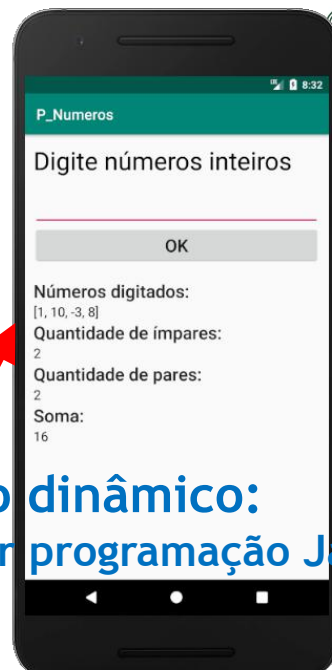 8:32
P_Numeros
Digite números inteiros
OK
Números digitados:
[1, 10, -3, 8]
Quantidade de ímpares:
2
Quantidade de pares:
2
Soma:
16
dinâmico:
programação